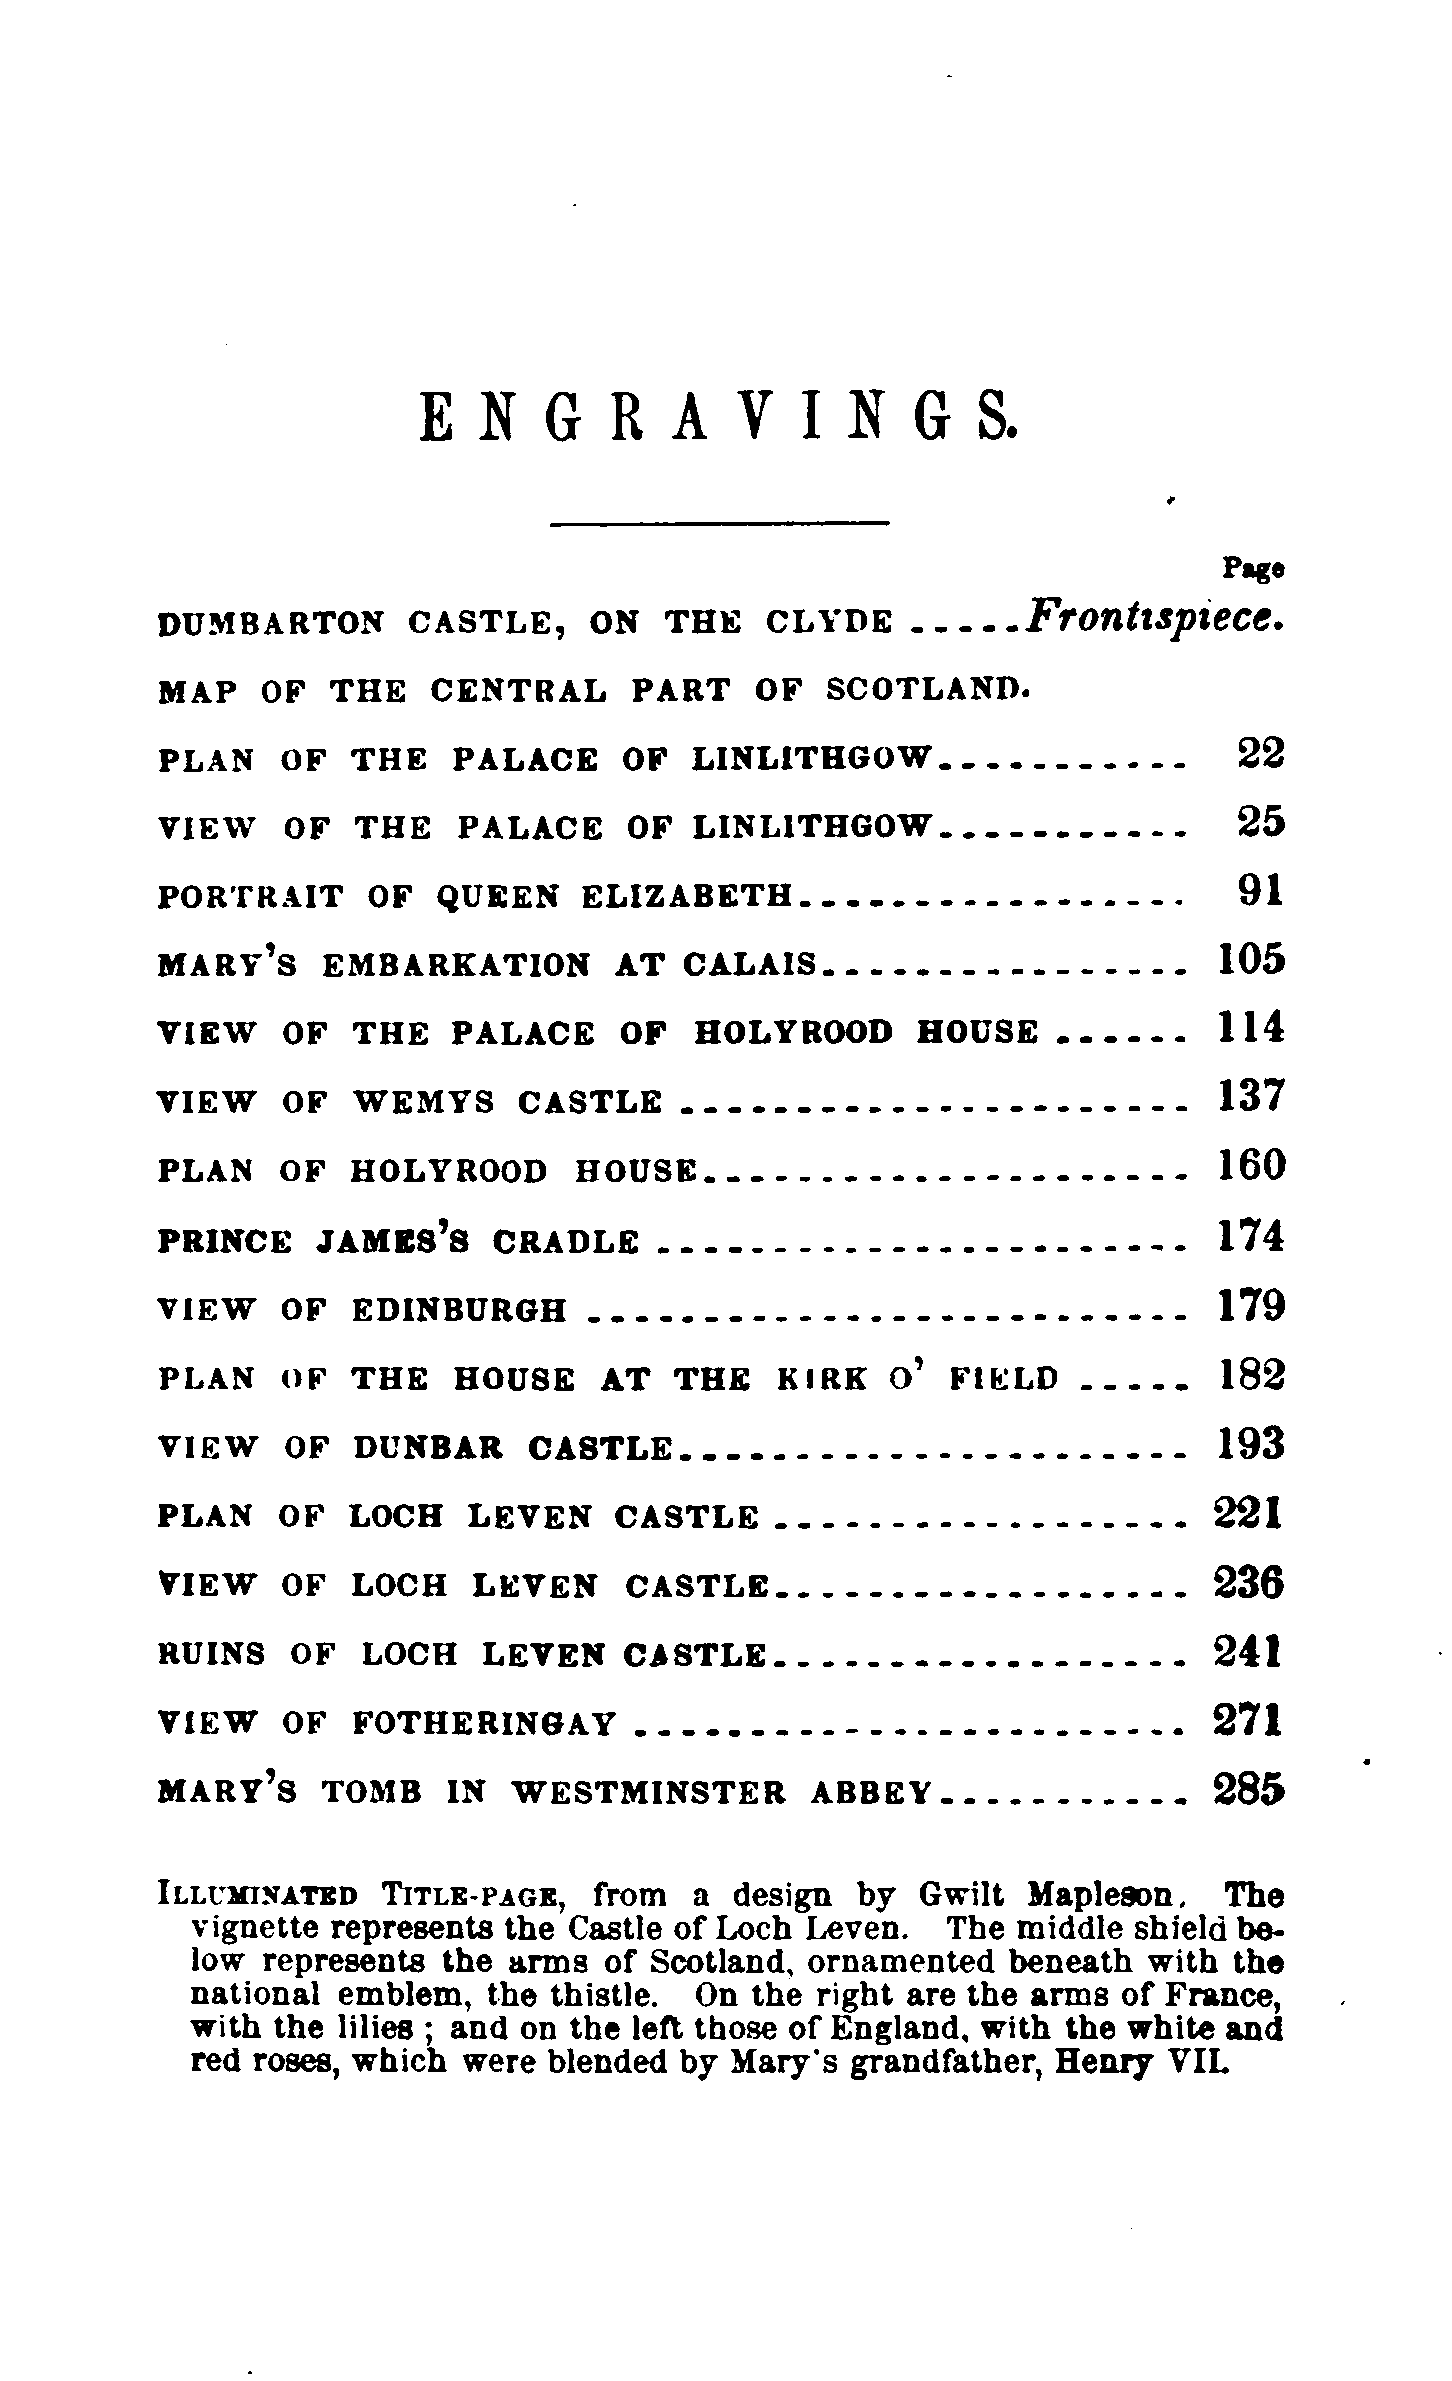 ENGRAVINGS.
Page
DUMBARTON CASTLE, ON THE CLYDE -----Frontispiece.
MAP OF THE CENTRAL PART OF SCOTLAND.
PLAN OF THE PALACE OF LINLITHGOW----------- 22
VIEW OF THE PALACE OF LINLITHGOW----------- 25
PORTRAIT OF QUEEN ELIZABETH----------------- 91
MARY'S EMBARKATION AT CALAIS---------------- 105
VIEW OF THE PALACE OF HOLYROOD HOUSE ------ 114
VIEW OF WEMYS CASTLE ---------------------- 137
PLAN OF HOLYROOD HOUSE--------------------- 160
PRINCE JAMES'S CRADLE ----------------------- 174
VIEW OF EDINBURGH -------------------------- 179
PLAN OF THE HOUSE AT THE KIRK O' FIELD ----- 182
VIEW OF DUNBAR CASTLE---------------------- 193
PLAN OF LOCH LEVEN CASTLE ------------------ 221
VIEW OF LOCH LEVEN CASTLE------------------ 236
RUINS OF LOCH LEVEN CASTLE------------------ 241
VIEW OF FOTHERINGAY ------------------------ 271
MARY'S TOMB IN WESTMINSTER ABBEY----------- 285
ILLUMINATED TITLE-PAGE, from a design by Gwilt Mapleson. The
vignette represents the Castle of Loch Leven. The middle shield be-
low represents the arms of Scotland, ornamented beneath with the
national emblem, the thistle. On the right are the arms of France,
with the lilies; and on the left those of England, with the white and
red roses, which were blended by Mary's grandfather, Henry VII.